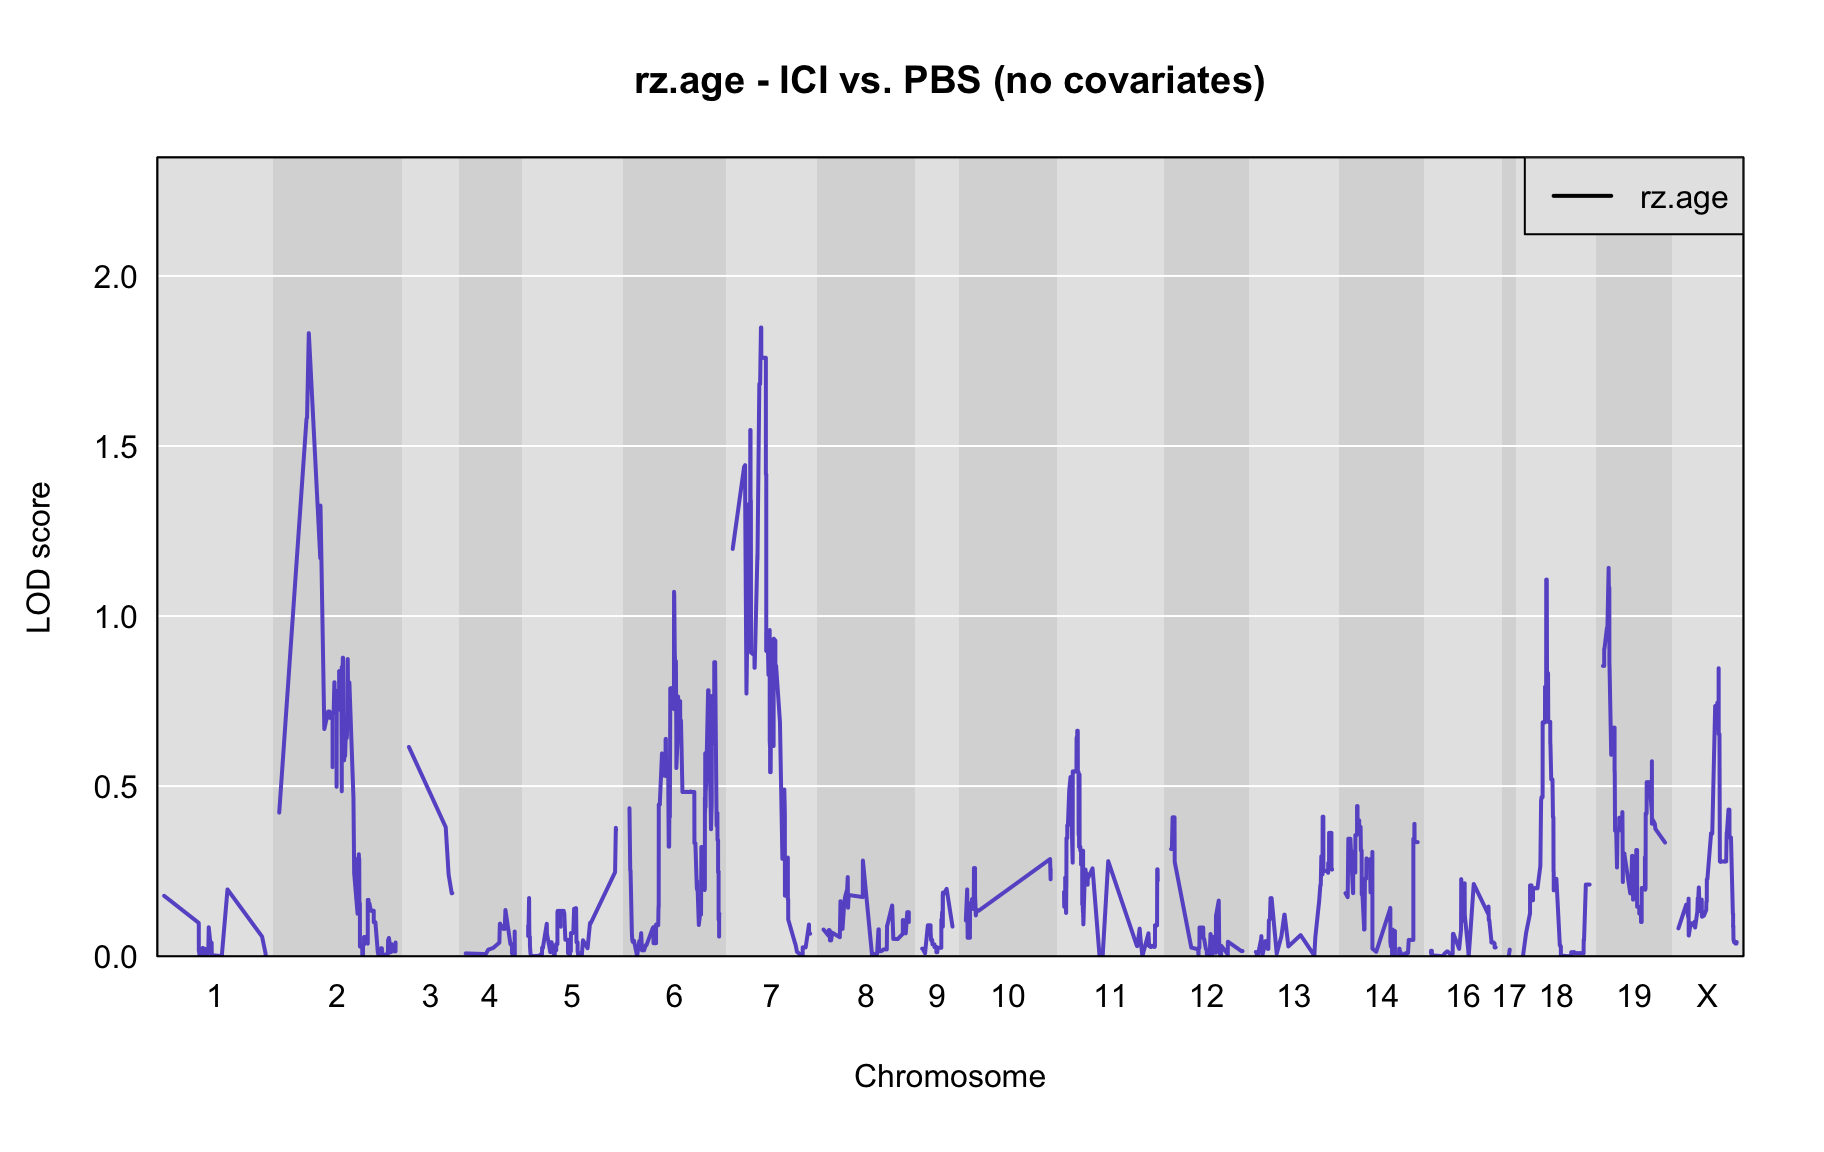 rz.age - ICI vs. PBS (no covariates)
rz.age
2.0
1.5
1.0
0.5
0.0
LOD score
1 2 3 4 5 6 7 8 9 10 11 12 13 14 16 17 18 19 X
Chromosome